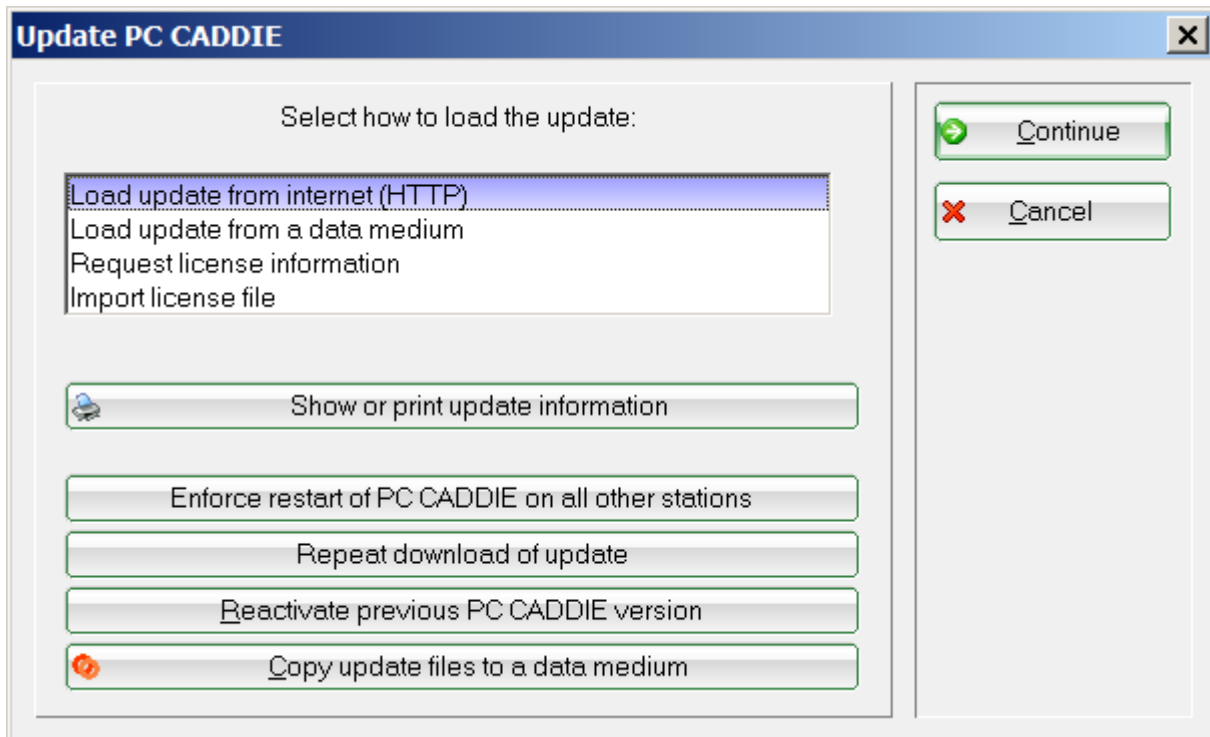 Update PC CADDIE
Select how to load the update:
Load update from internet (HTTP)
Load update from a data medium
Request license information
Import license file
Show or print update information
Enforce restart of PC CADDIE on all other stations
Repeat download of update
Reactivate previous PC CADDIE version
Copy update files to a data medium
Continue
Cancel